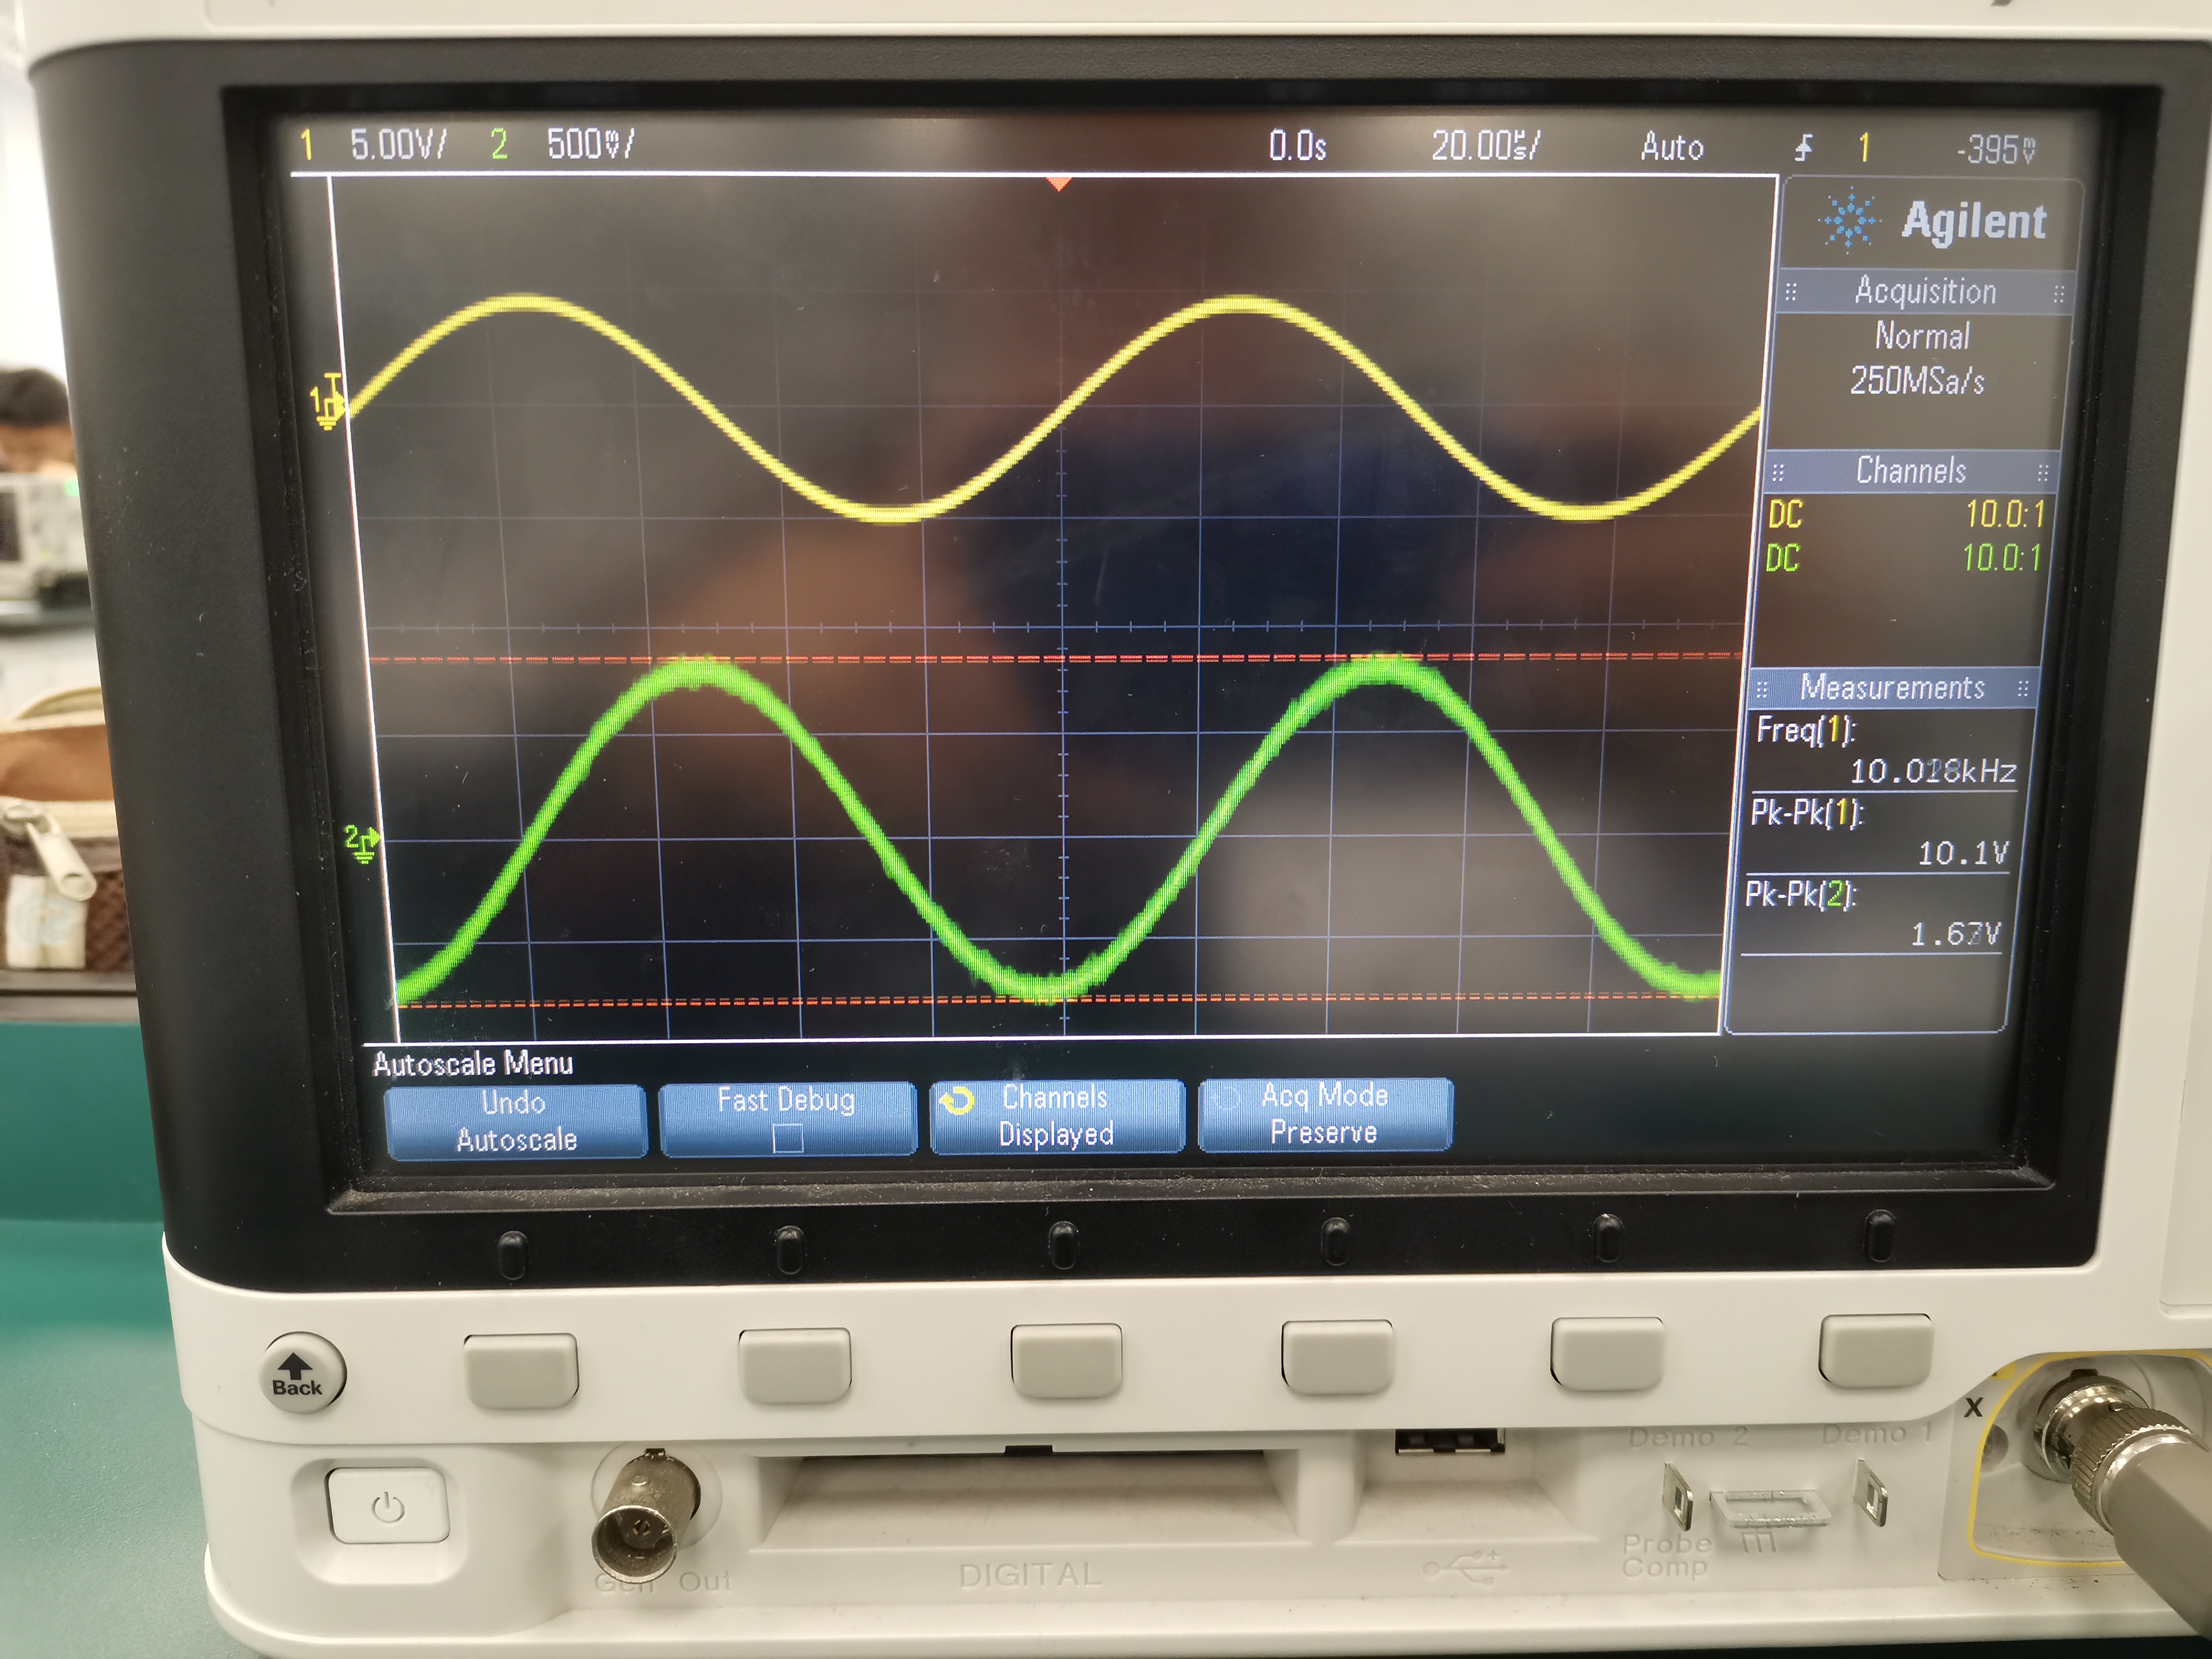 1 5.00V/ 2 500mV/ 0.0s 20.00µs/ Auto 1 -395mV
Agilent
Acquisition
Normal
250MSa/s
Channels
DC 10.0:1
DC 10.0:1
Measurements
Freq(1):
kHz
Pk-Pk(1):
10.1V
Pk-Pk(2):
1
2
Autoscale Menu
Undo Autoscale
Fast Debug
Channels Displayed
Acq Mode Preserve
Back
X
Demo 2
Demo 1
Gen Out
DIGITAL
Probe
Comp